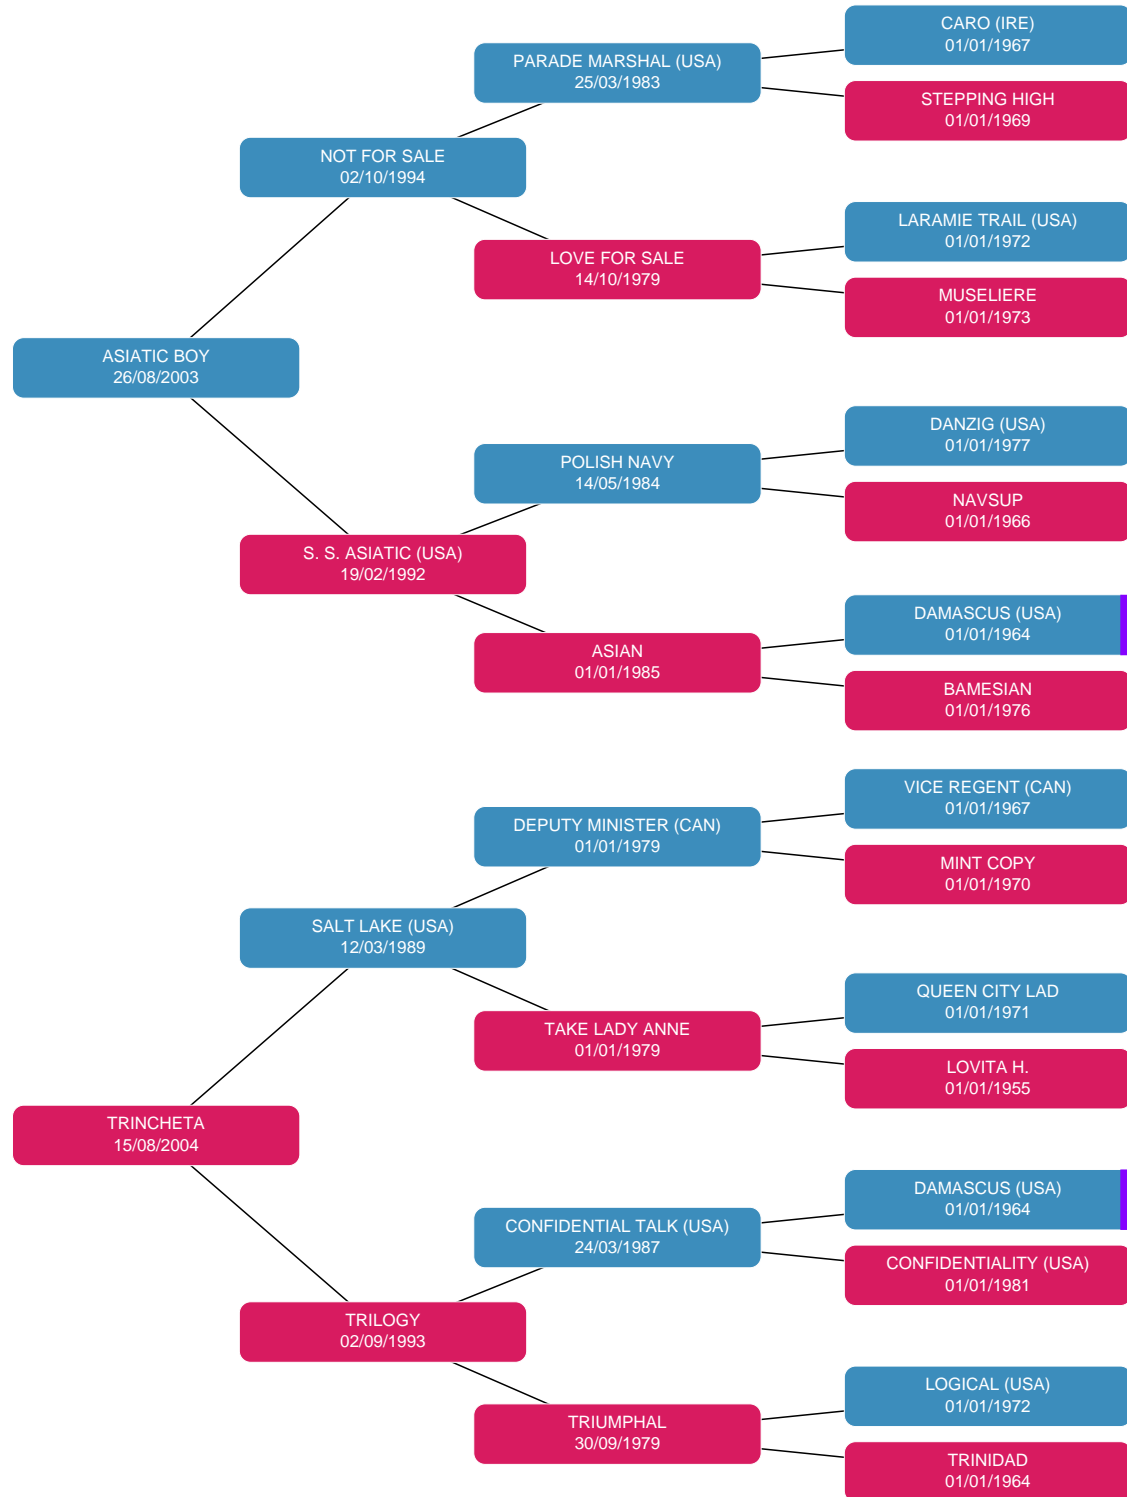 CARO (IRE)
01/01/1967
PARADE MARSHAL (USA)
25/03/1983
STEPPING HIGH
01/01/1969
NOT FOR SALE
02/10/1994
LARAMIE TRAIL (USA)
01/01/1972
LOVE FOR SALE
14/10/1979
MUSELIERE
01/01/1973
ASIATIC BOY
26/08/2003
DANZIG (USA)
01/01/1977
POLISH NAVY
14/05/1984
NAVSUP
01/01/1966
S. S. ASIATIC (USA)
19/02/1992
DAMASCUS (USA)
01/01/1964
ASIAN
01/01/1985
BAMESIAN
01/01/1976
VICE REGENT (CAN)
01/01/1967
DEPUTY MINISTER (CAN)
01/01/1979
MINT COPY
01/01/1970
SALT LAKE (USA)
12/03/1989
QUEEN CITY LAD
01/01/1971
TAKE LADY ANNE
01/01/1979
LOVITA H.
01/01/1955
TRINCHETA
15/08/2004
DAMASCUS (USA)
01/01/1964
CONFIDENTIAL TALK (USA)
24/03/1987
CONFIDENTIALITY (USA)
01/01/1981
TRILOGY
02/09/1993
LOGICAL (USA)
01/01/1972
TRIUMPHAL
30/09/1979
TRINIDAD
01/01/1964